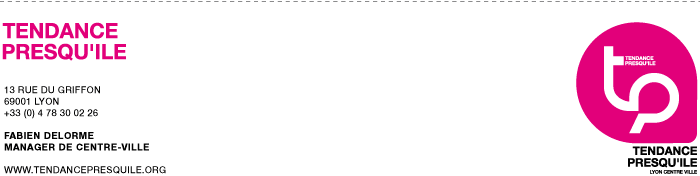 TENDANCE
PRESQU'ILE
13 RUE DU GRIFFON
69001 LYON
+33 (0) 4 78 30 02 26
FABIEN DELORME
MANAGER DE CENTRE-VILLE
WWW.TENDANCEPRESQUILE.ORG
TENDANCE
PRESQU'ILE
tp
TENDANCE
PRESQU'ILE
LYON CENTRE VILLE